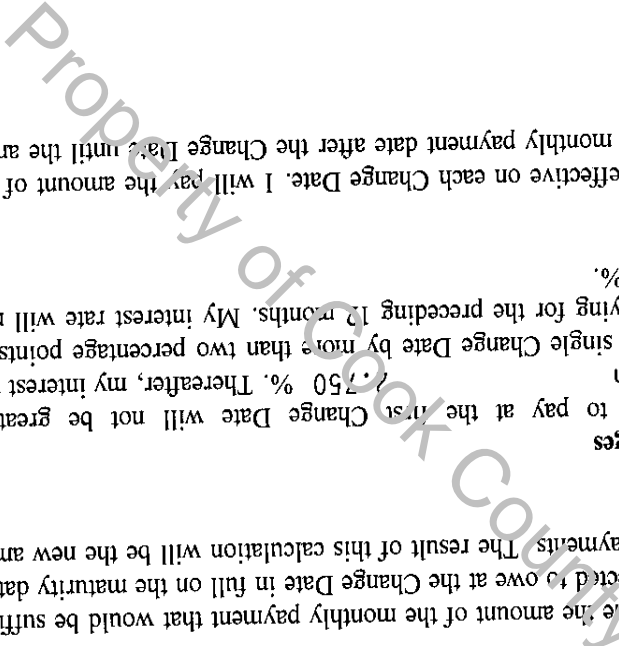 the amount of the monthly payment that would be suffi
cted to owe at the Change Date in full on the maturity dat
ayments. The result of this calculation will be the new am
ges
to pay at the first Change Date will not be great
.750 %. Thereafter, my interest
single Change Date by more than two percentage points
ying for the preceding 12 months. My interest rate will
%.
effective on each Change Date. I will pay the amount of
monthly payment date after the Change Date until the am
Property of Cook County